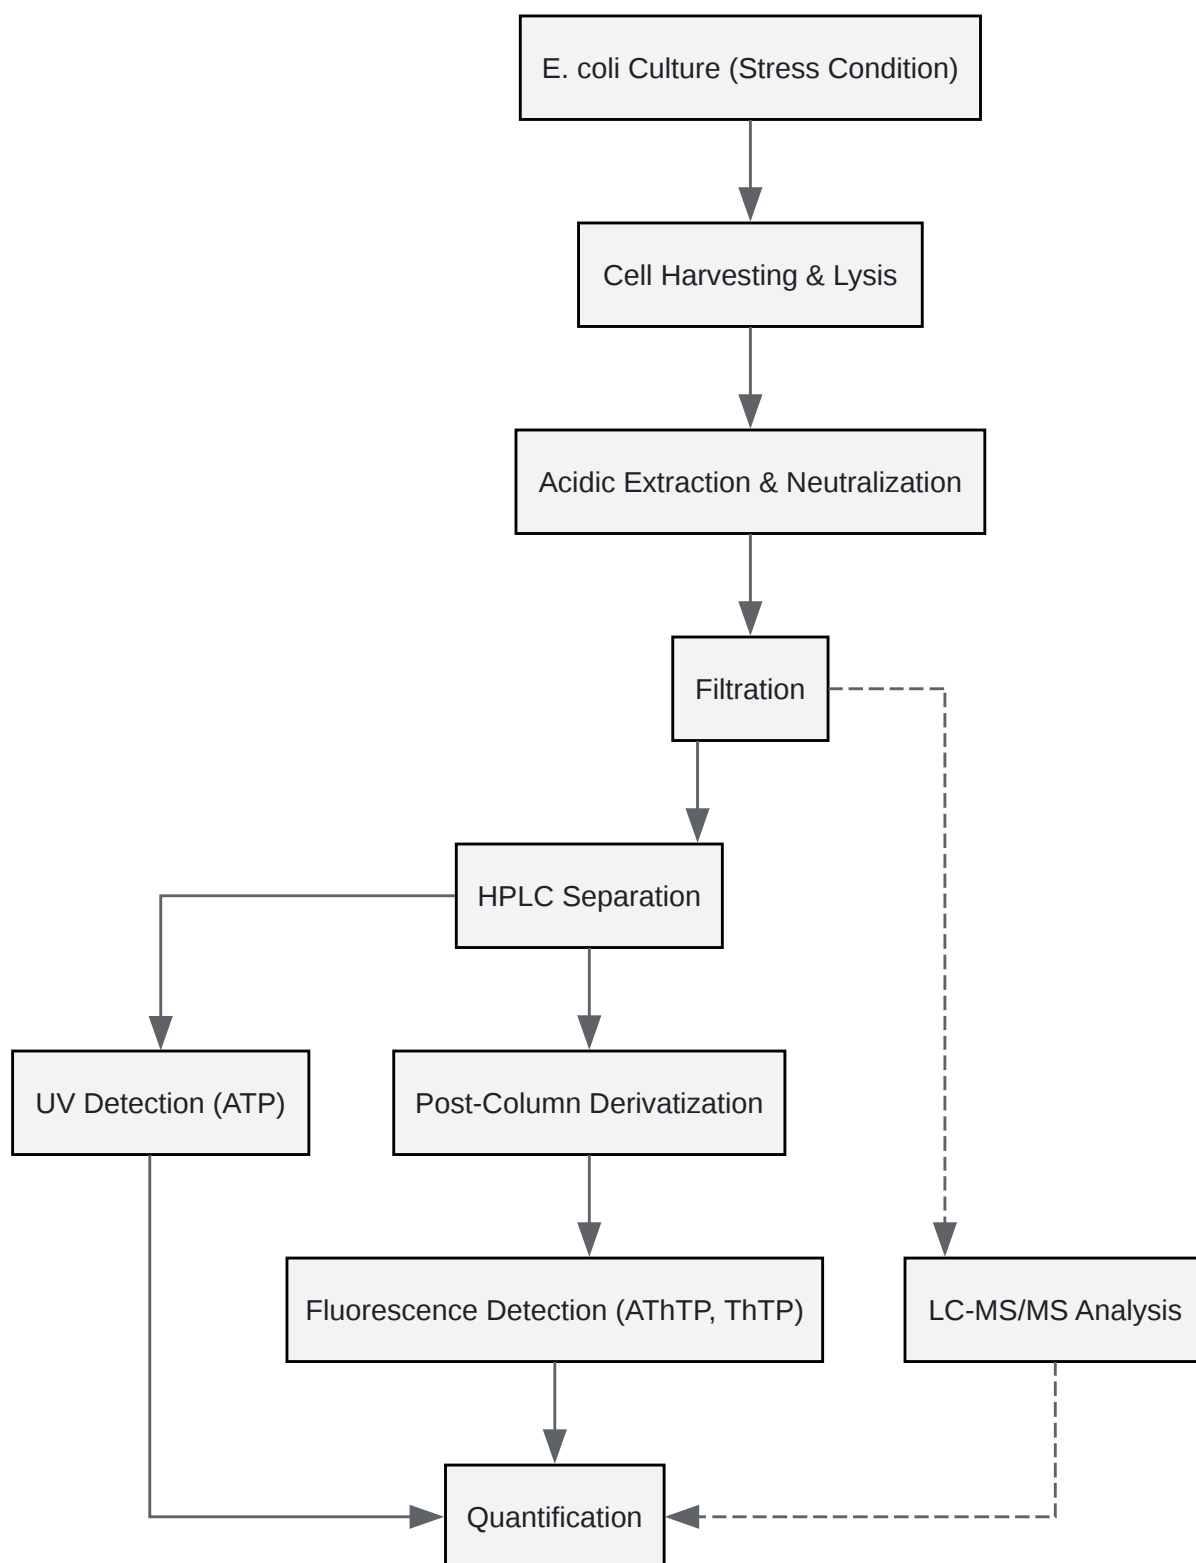 E. coli Culture (Stress Condition)
Cell Harvesting & Lysis
Acidic Extraction & Neutralization
Filtration
HPLC Separation
UV Detection (ATP)
Post-Column Derivatization
Fluorescence Detection (AThTP, ThTP)
LC-MS/MS Analysis
Quantification